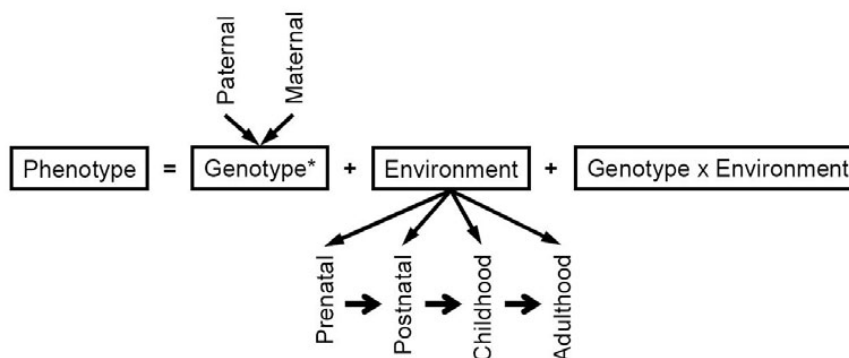 Paternal
Maternal
Phenotype = Genotype* + Environment + Genotype x Environment
Prenatal
Postnatal
Childhood
Adulthood